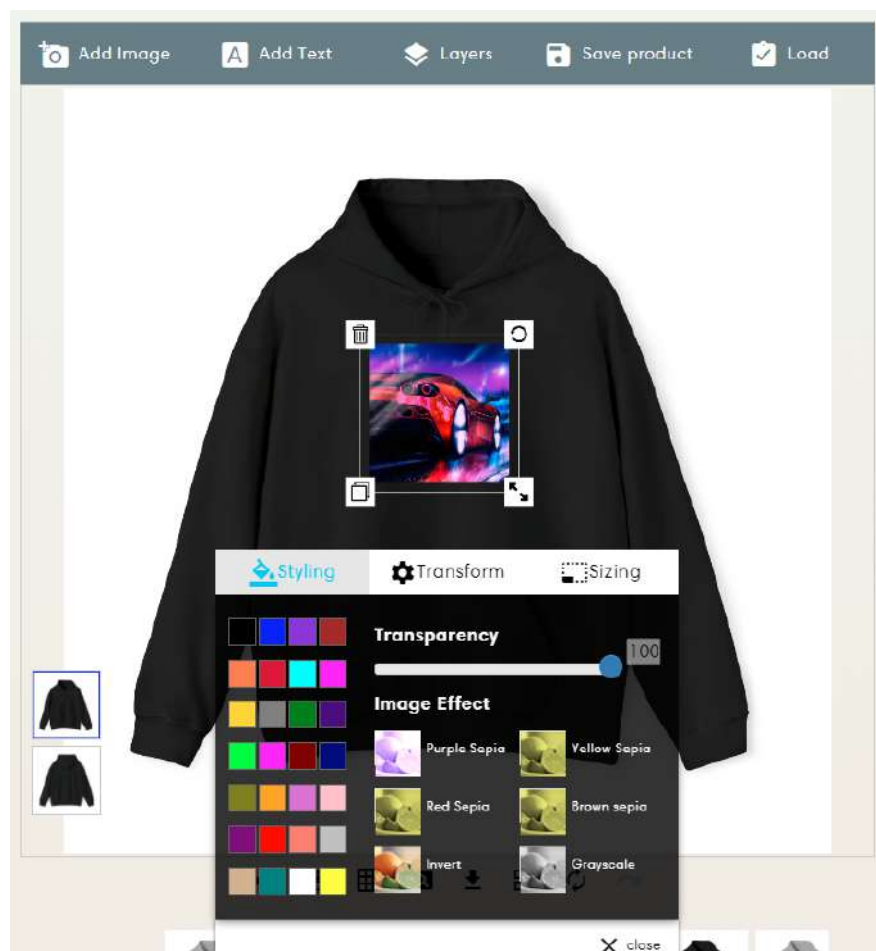 Add Image
Add Text
Layers
Save product
Load
Styling
Transform
Sizing
Transparency
100
Image Effect
Purple Sepia
Yellow Sepia
Red Sepia
Brown sepia
Invert
Grayscale
close